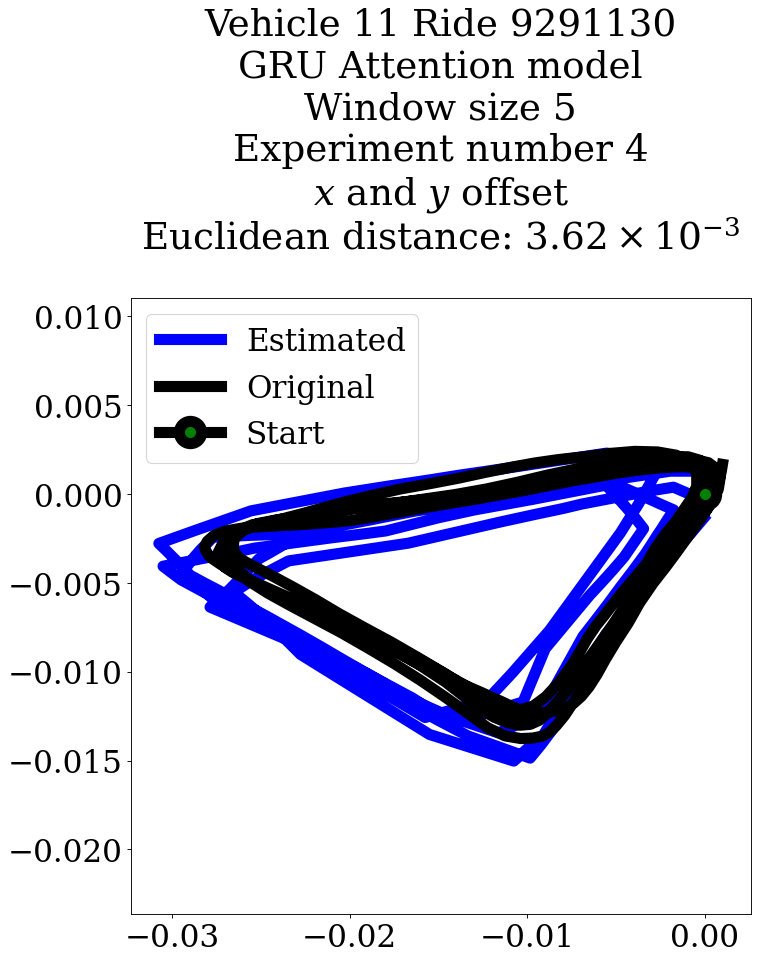 Vehicle 11 Ride 9291130
GRU Attention model
Window size 5
Experiment number 4
x and y offset
Euclidean distance: 3.62 × 10⁻³
0.010
0.005
0.000
−0.005
−0.010
−0.015
−0.020
Estimated
Original
Start
−0.03 −0.02 −0.01 0.00